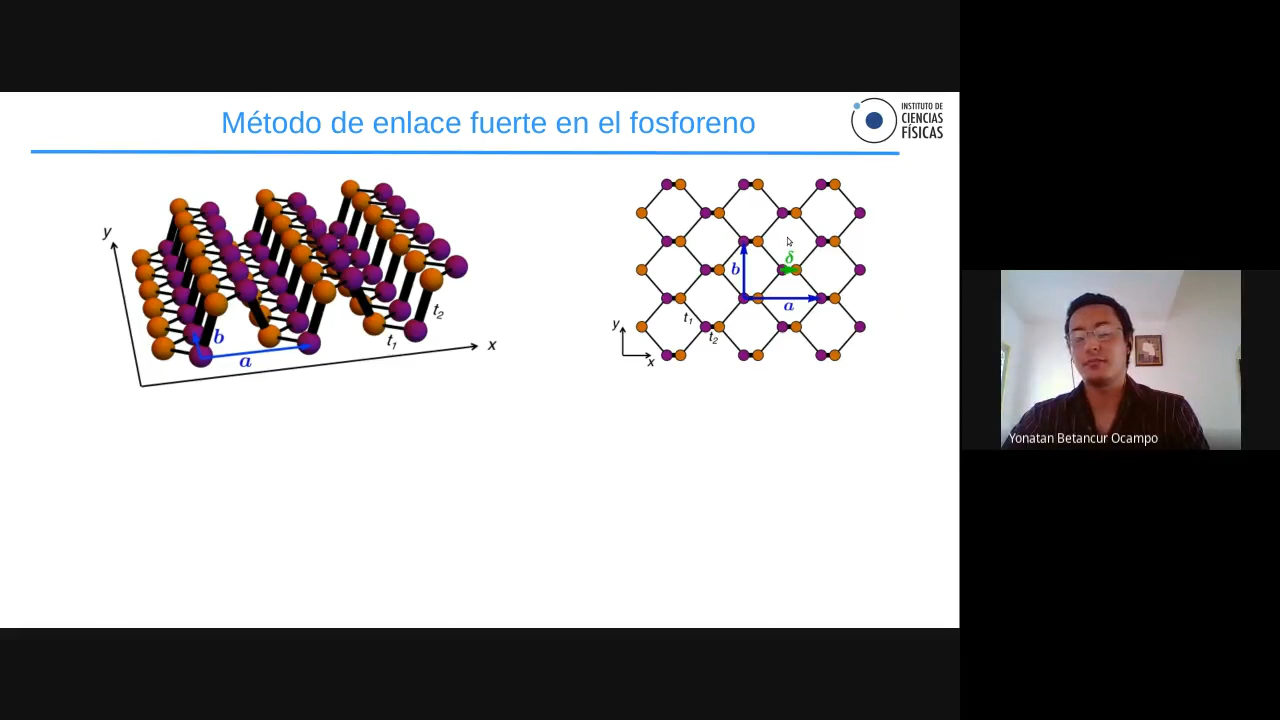 Método de enlace fuerte en el fosforeno
INSTITUTO DE
CIENCIAS
FÍSICAS
y
b
a
t1
t2
x
y
x
b
a
δ
t1
t2
Yonatan Betancur Ocampo